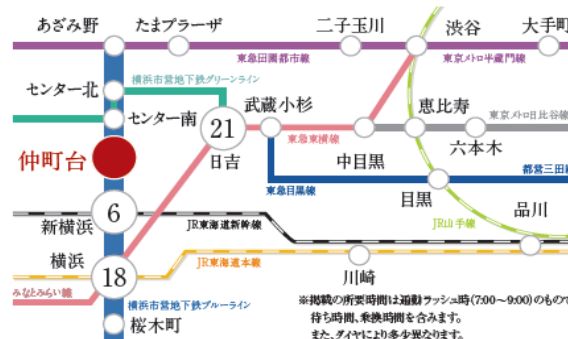 あざみ野
たまプラーザ
二子玉川
渋谷
大手町
東急田園都市線
東京メトロ半蔵門線
センター北
横浜市営地下鉄グリーンライン
センター南
21
日吉
武蔵小杉
東急東横線
恵比寿
東京メトロ日比谷線
中目黒
六本木
仲町台
東急目黒線
都営三田線
目黒
JR山手線
品川
6
新横浜
JR東海道新幹線
横浜
18
JR東海道本線
川崎
みなとみらい線
横浜市営地下鉄ブルーライン
桜木町
※掲載の所要時間は通勤ラッシュ時(7:00～9:00)のもので
待ち時間、乗換時間を含みます。
また、ダイヤにより多少異なります。